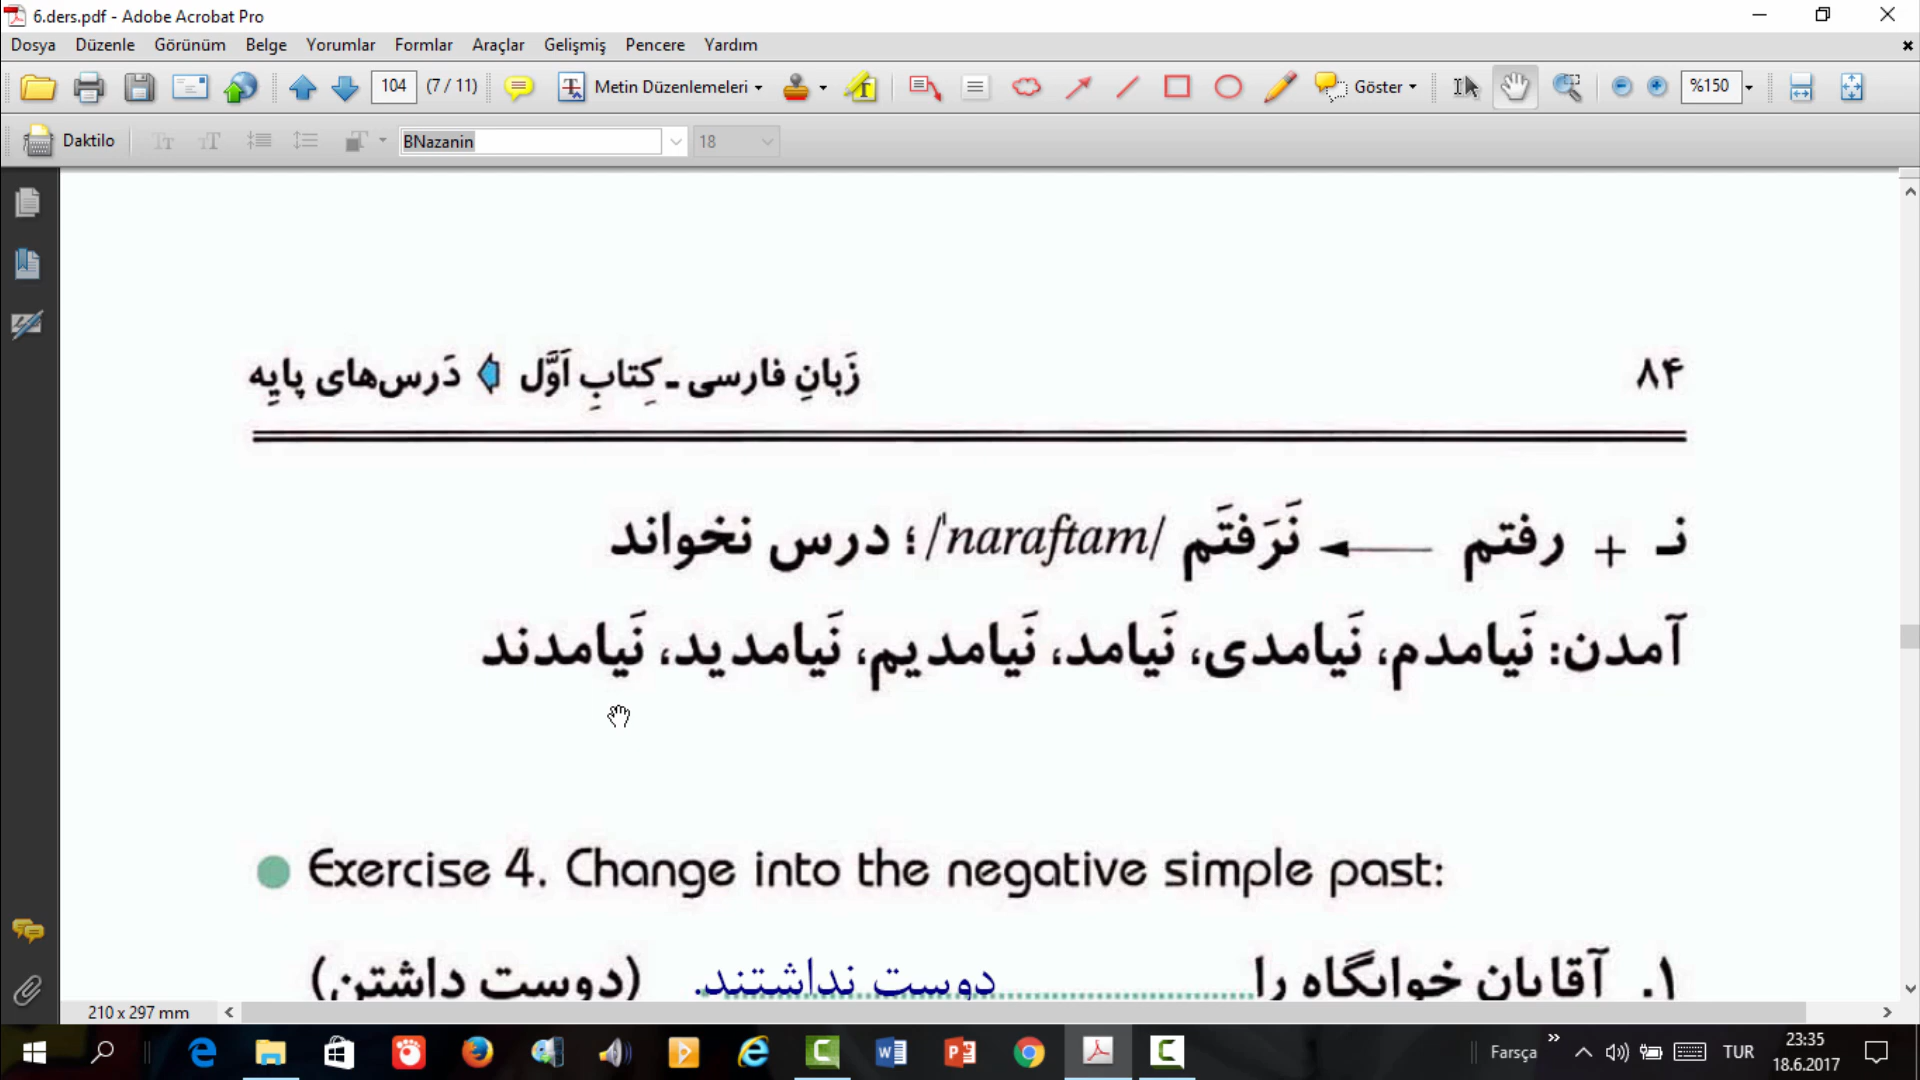 6.ders.pdf - Adobe Acrobat Pro
Dosya Düzenle Görünüm Belge Yorumlar Formlar Araçlar Gelişmiş Pencere Yardım
104 (7 / 11) Metin Düzenlemeleri Göster %150
Daktilo BNazanin 18
۸۴ زَبانِ فارسی ـ کِتابِ اَوَّل دَرس‌های پایِه
نـ + رفتم ← نَرَفتَم /naraftam/؛ درس نخواند
آمدن: نَیامدم، نَیامدی، نَیامد، نَیامدیم، نَیامدید، نَیامدند
Exercise 4. Change into the negative simple past:
۱. آقایان خوابگاه را دوست نداشتند. (دوست داشتن)
210 x 297 mm
Farsça TUR 23:35
18.6.2017